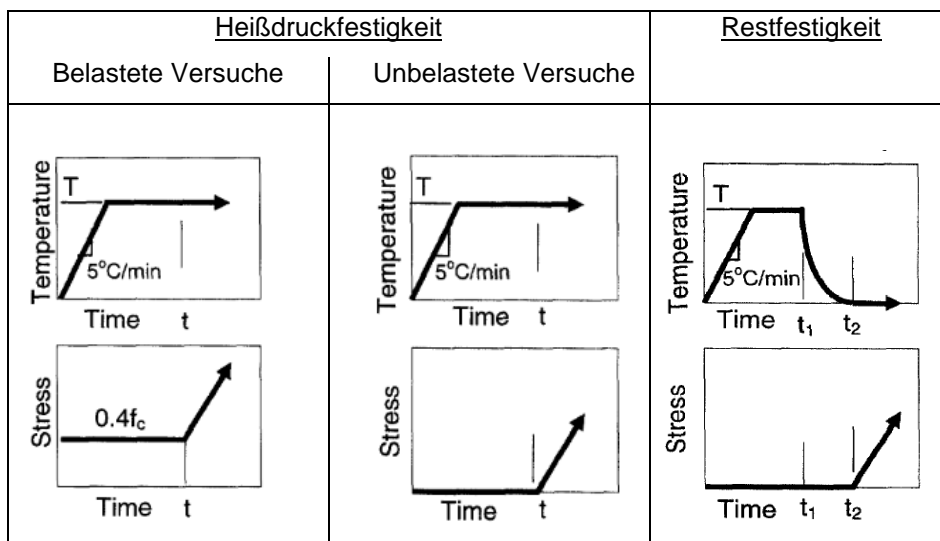 Heißdruckfestigkeit
Restfestigkeit
Belastete Versuche
Unbelastete Versuche
Temperature
T
5°C/min
Time t
Stress
0.4fc
Time t
Temperature
T
5°C/min
Time t
Stress
Time t
Temperature
T
5°C/min
Time t₁ t₂
Stress
Time t₁ t₂